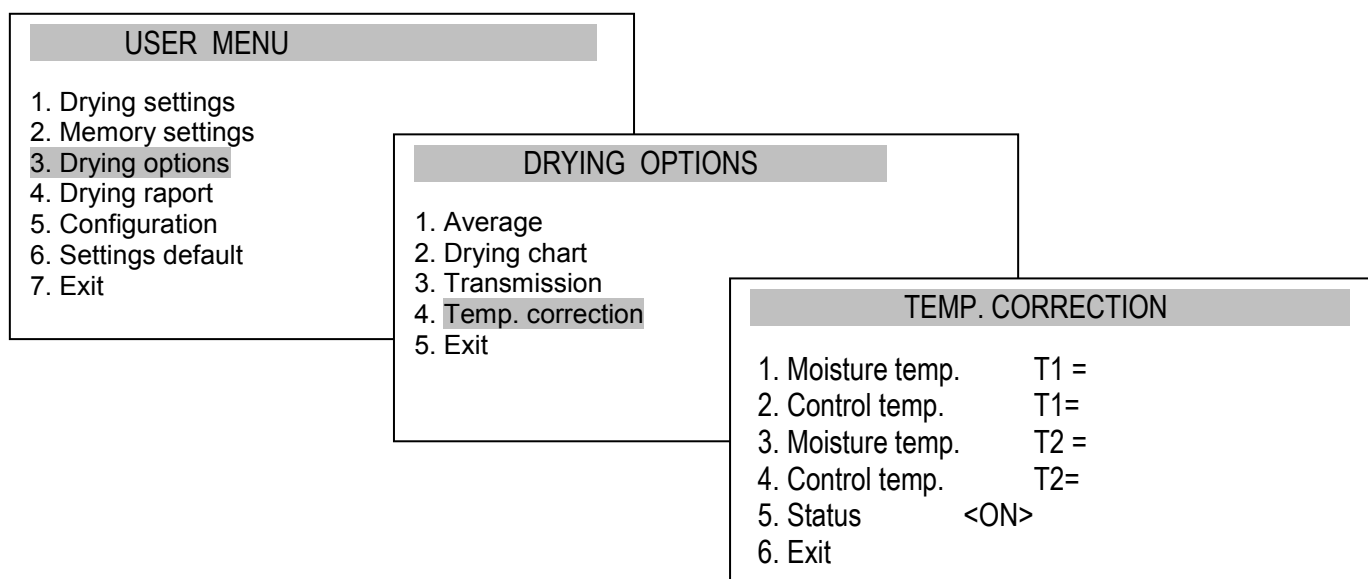 USER MENU
1. Drying settings
2. Memory settings
3. Drying options
4. Drying raport
5. Configuration
6. Settings default
7. Exit
DRYING OPTIONS
1. Average
2. Drying chart
3. Transmission
4. Temp. correction
5. Exit
TEMP. CORRECTION
1. Moisture temp. T1 =
2. Control temp. T1=
3. Moisture temp. T2 =
4. Control temp. T2=
5. Status <ON>
6. Exit